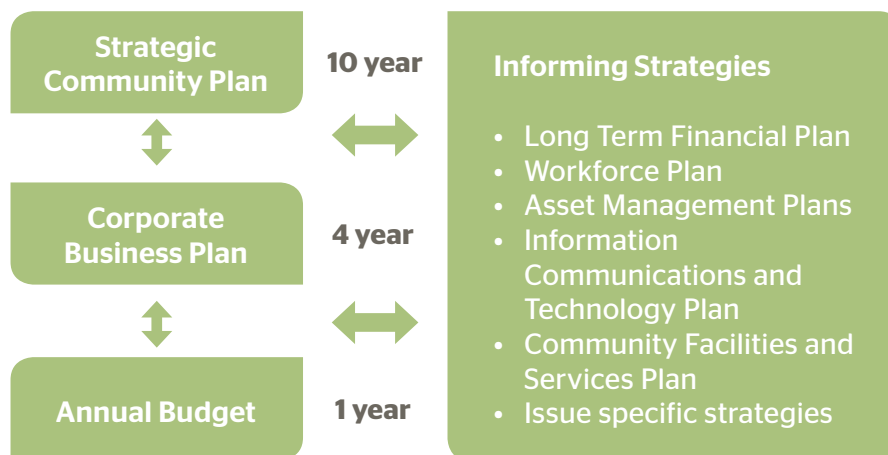 Strategic
Community Plan
10 year
Corporate
Business Plan
4 year
Annual Budget
1 year
Informing Strategies
• Long Term Financial Plan
• Workforce Plan
• Asset Management Plans
• Information
Communications and
Technology Plan
• Community Facilities and
Services Plan
• Issue specific strategies